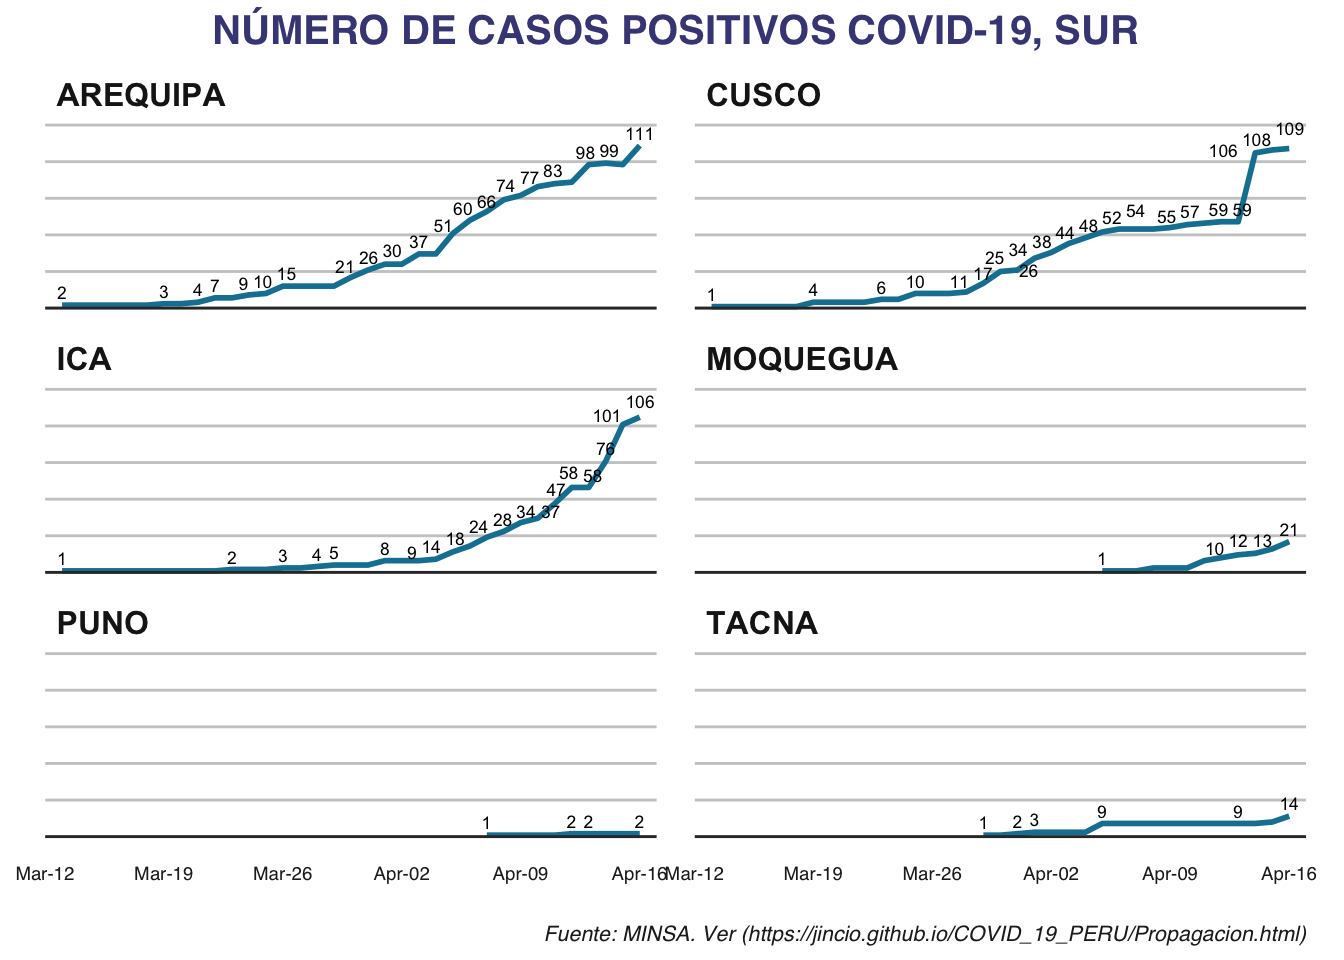 NÚMERO DE CASOS POSITIVOS COVID-19, SUR
AREQUIPA
2 3 4 7 9 10 15 21 26 30 37 51 60 66 74 77 83 98 99 111
CUSCO
1 4 6 10 11 17 25 34 26 38 44 48 52 54 55 57 59 59 106 108 109
ICA
1 2 3 4 5 8 9 14 18 24 28 34 37 47 58 58 76 101 106
MOQUEGUA
1 10 12 13 21
PUNO
1 2 2 2
TACNA
1 2 3 9 9 14
Mar-12 Mar-19 Mar-26 Apr-02 Apr-09 Apr-16 Mar-12 Mar-19 Mar-26 Apr-02 Apr-09 Apr-16
Fuente: MINSA. Ver (https://jincio.github.io/COVID_19_PERU/Propagacion.html)